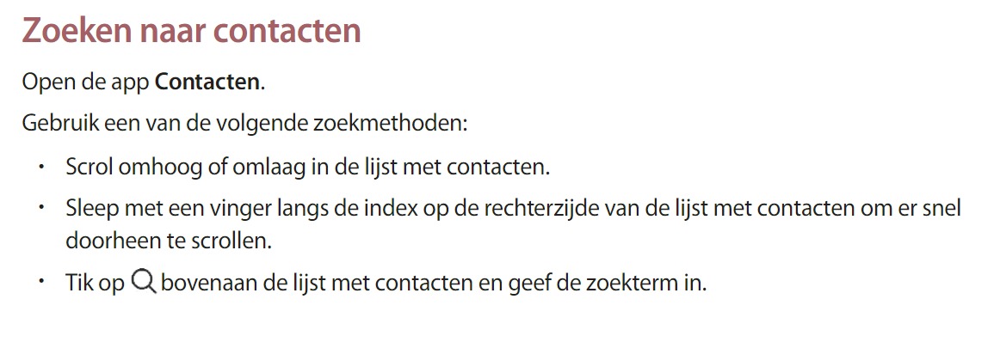 Zoeken naar contacten
Open de app Contacten.
Gebruik een van de volgende zoekmethoden:
• Scrol omhoog of omlaag in de lijst met contacten.
• Sleep met een vinger langs de index op de rechterzijde van de lijst met contacten om er snel
doorheen te scrollen.
• Tik op bovenaan de lijst met contacten en geef de zoekterm in.